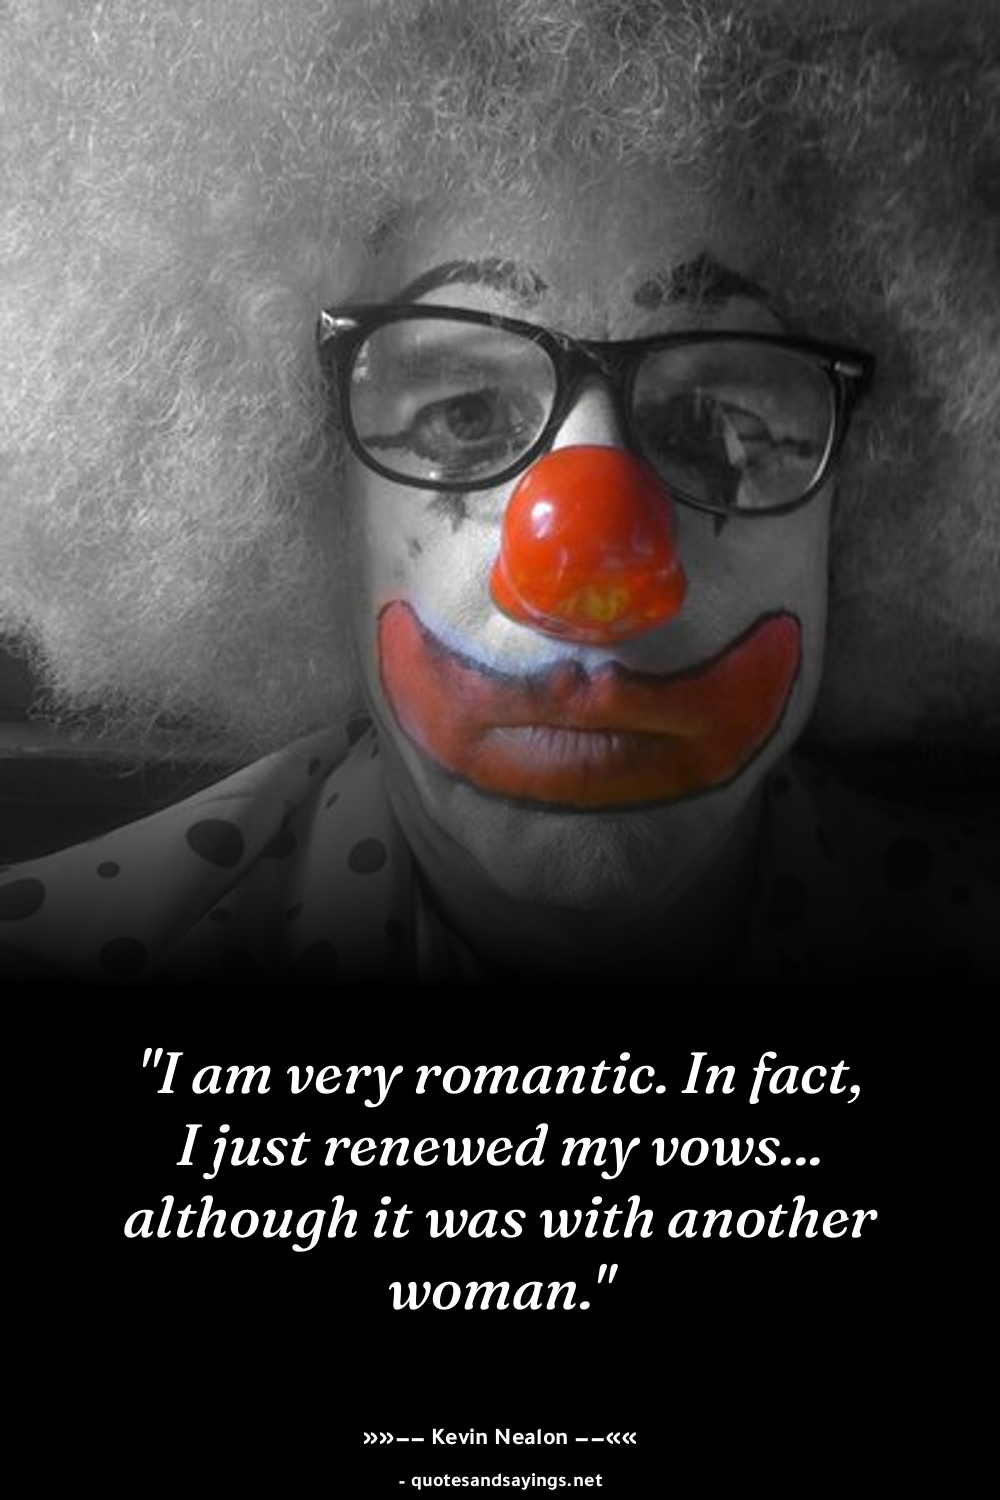 "I am very romantic. In fact,
I just renewed my vows...
although it was with another
woman."
»»–– Kevin Nealon ––««
- quotesandsayings.net